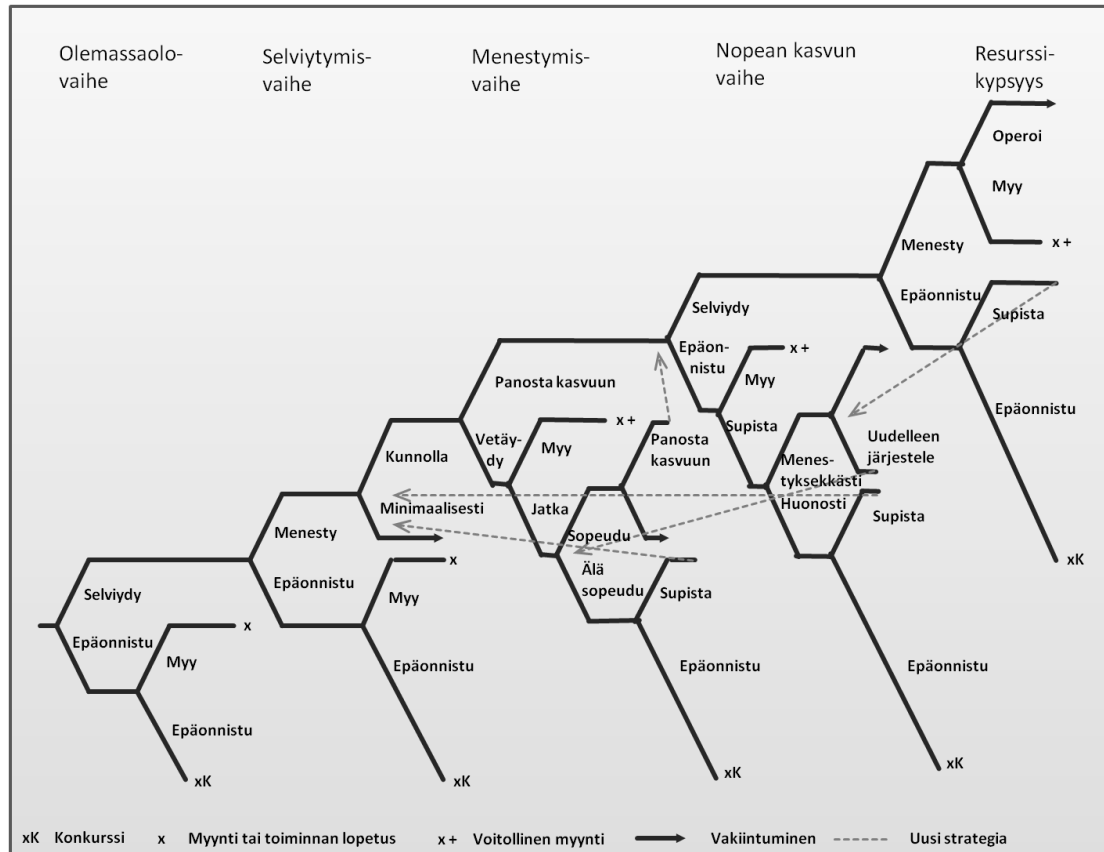 Olemassaolo-
vaihe
Selviytymis-
vaihe
Menestymis-
vaihe
Nopean kasvun
vaihe
Resurssi-
kypsyys
Operoi
Myy
x +
Menesty
Epäonnistu
Supista
Epäonnistu
xK
Selviydy
Epäon-
nistu
x +
Myy
Supista
Uudelleen
järjestele
Menes-
tyksekkästi
Huonosti
Supista
Epäonnistu
xK
Panosta kasvuun
Vetäy-
dy
x +
Myy
Panosta
kasvuun
Jatka
Sopeudu
Älä
sopeudu
Supista
Epäonnistu
xK
Kunnolla
Minimaalisesti
Menesty
Epäonnistu
x
Myy
Epäonnistu
xK
Selviydy
Epäonnistu
x
Myy
Epäonnistu
xK
xK Konkurssi x Myynti tai toiminnan lopetus x + Voitollinen myynti Vakiintuminen Uusi strategia